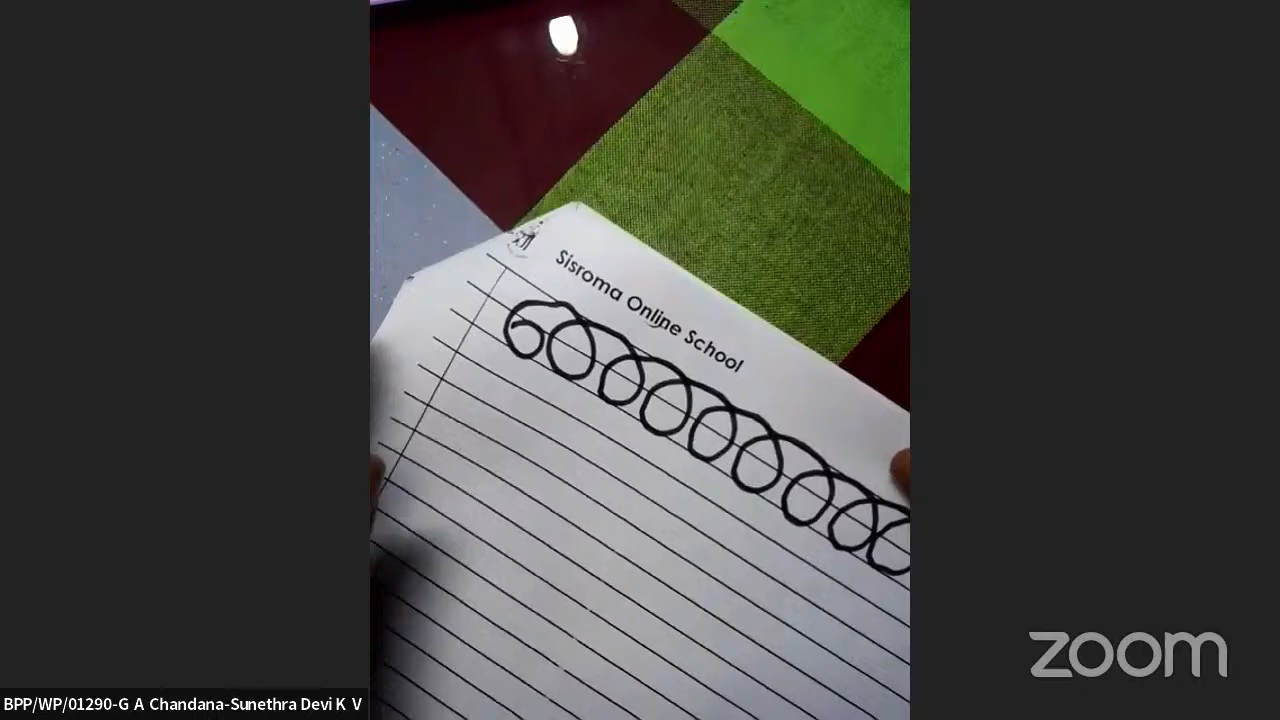 Sisroma Online School
zoom
BPP/WP/01290-G A Chandana-Sunethra Devi K V